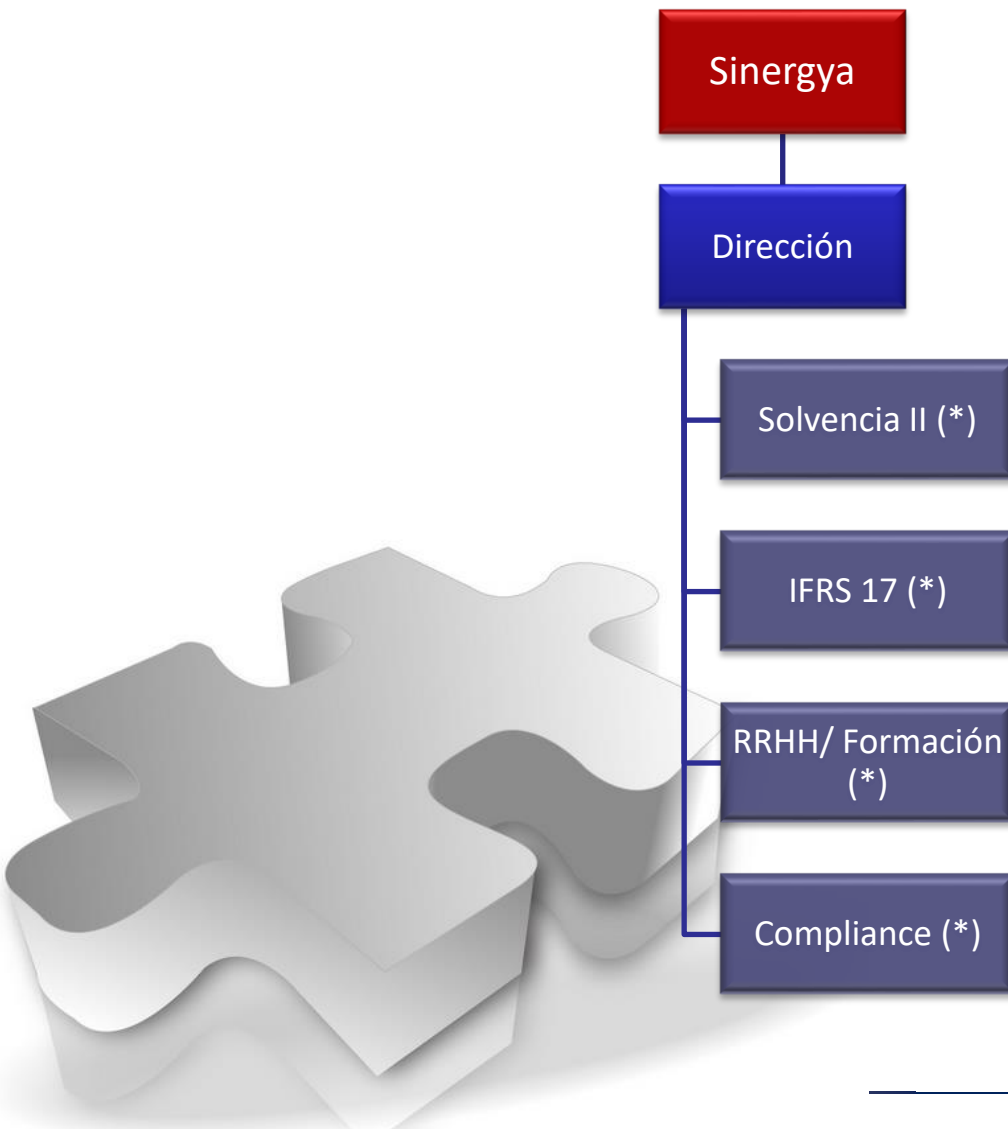 Sinergya
Dirección
Solvencia II (*)
IFRS 17 (*)
RRHH/ Formación
(*)
Compliance (*)